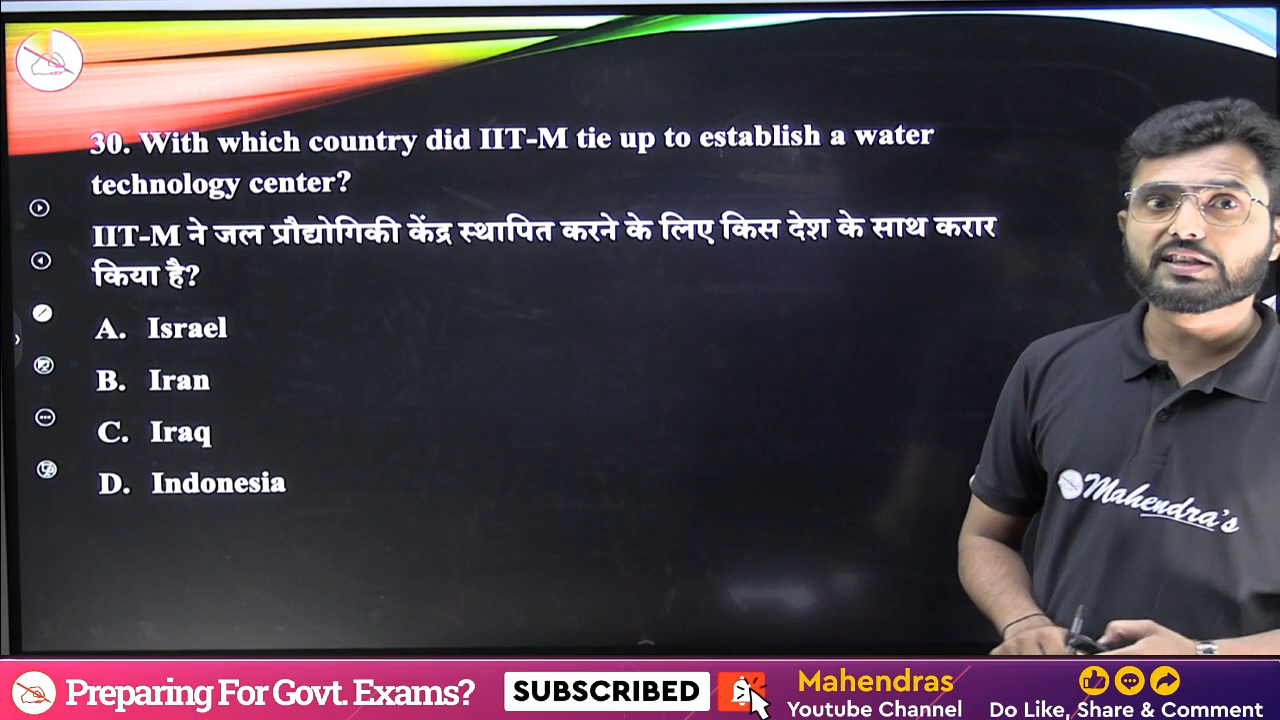 30. With which country did IIT-M tie up to establish a water
technology center?
IIT-M ने जल प्रौद्योगिकी केंद्र स्थापित करने के लिए किस देश के साथ करार
किया है?
A. Israel
B. Iran
C. Iraq
D. Indonesia
Mahendra's
Preparing For Govt. Exams?
SUBSCRIBED
Mahendras
Youtube Channel
Do Like, Share & Comment